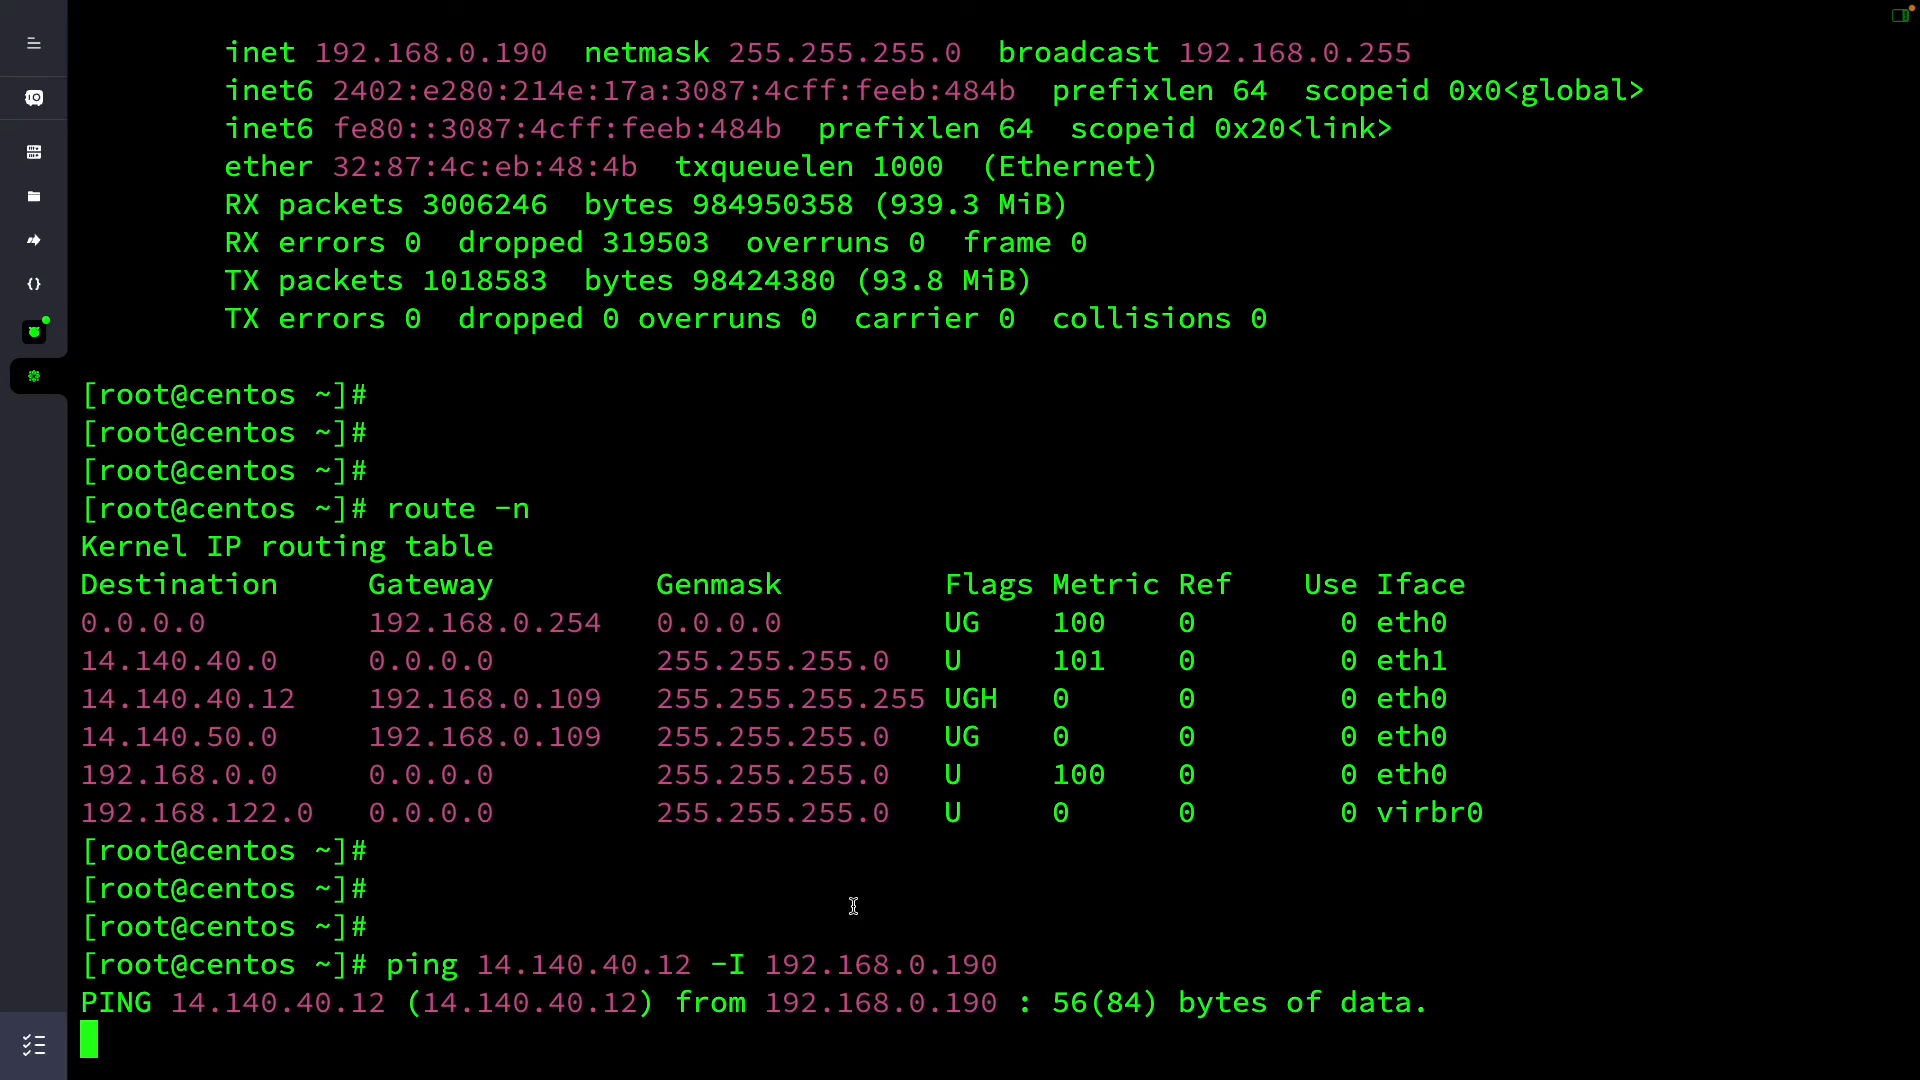 inet 192.168.0.190  netmask 255.255.255.0  broadcast 192.168.0.255
inet6 2402:e280:214e:17a:3087:4cff:feeb:484b  prefixlen 64  scopeid 0x0<global>
inet6 fe80::3087:4cff:feeb:484b  prefixlen 64  scopeid 0x20<link>
ether 32:87:4c:eb:48:4b  txqueuelen 1000  (Ethernet)
RX packets 3006246  bytes 984950358 (939.3 MiB)
RX errors 0  dropped 319503  overruns 0  frame 0
TX packets 1018583  bytes 98424380 (93.8 MiB)
TX errors 0  dropped 0 overruns 0  carrier 0  collisions 0
[root@centos ~]#
[root@centos ~]#
[root@centos ~]#
[root@centos ~]# route -n
Kernel IP routing table
Destination     Gateway         Genmask         Flags Metric Ref    Use Iface
0.0.0.0         192.168.0.254   0.0.0.0         UG    100    0        0 eth0
14.140.40.0     0.0.0.0         255.255.255.0   U     101    0        0 eth1
14.140.40.12    192.168.0.109   255.255.255.255 UGH   0      0        0 eth0
14.140.50.0     192.168.0.109   255.255.255.0   UG    0      0        0 eth0
192.168.0.0     0.0.0.0         255.255.255.0   U     100    0        0 eth0
192.168.122.0   0.0.0.0         255.255.255.0   U     0      0        0 virbr0
[root@centos ~]#
[root@centos ~]#
[root@centos ~]#
[root@centos ~]# ping 14.140.40.12 -I 192.168.0.190
PING 14.140.40.12 (14.140.40.12) from 192.168.0.190 : 56(84) bytes of data.